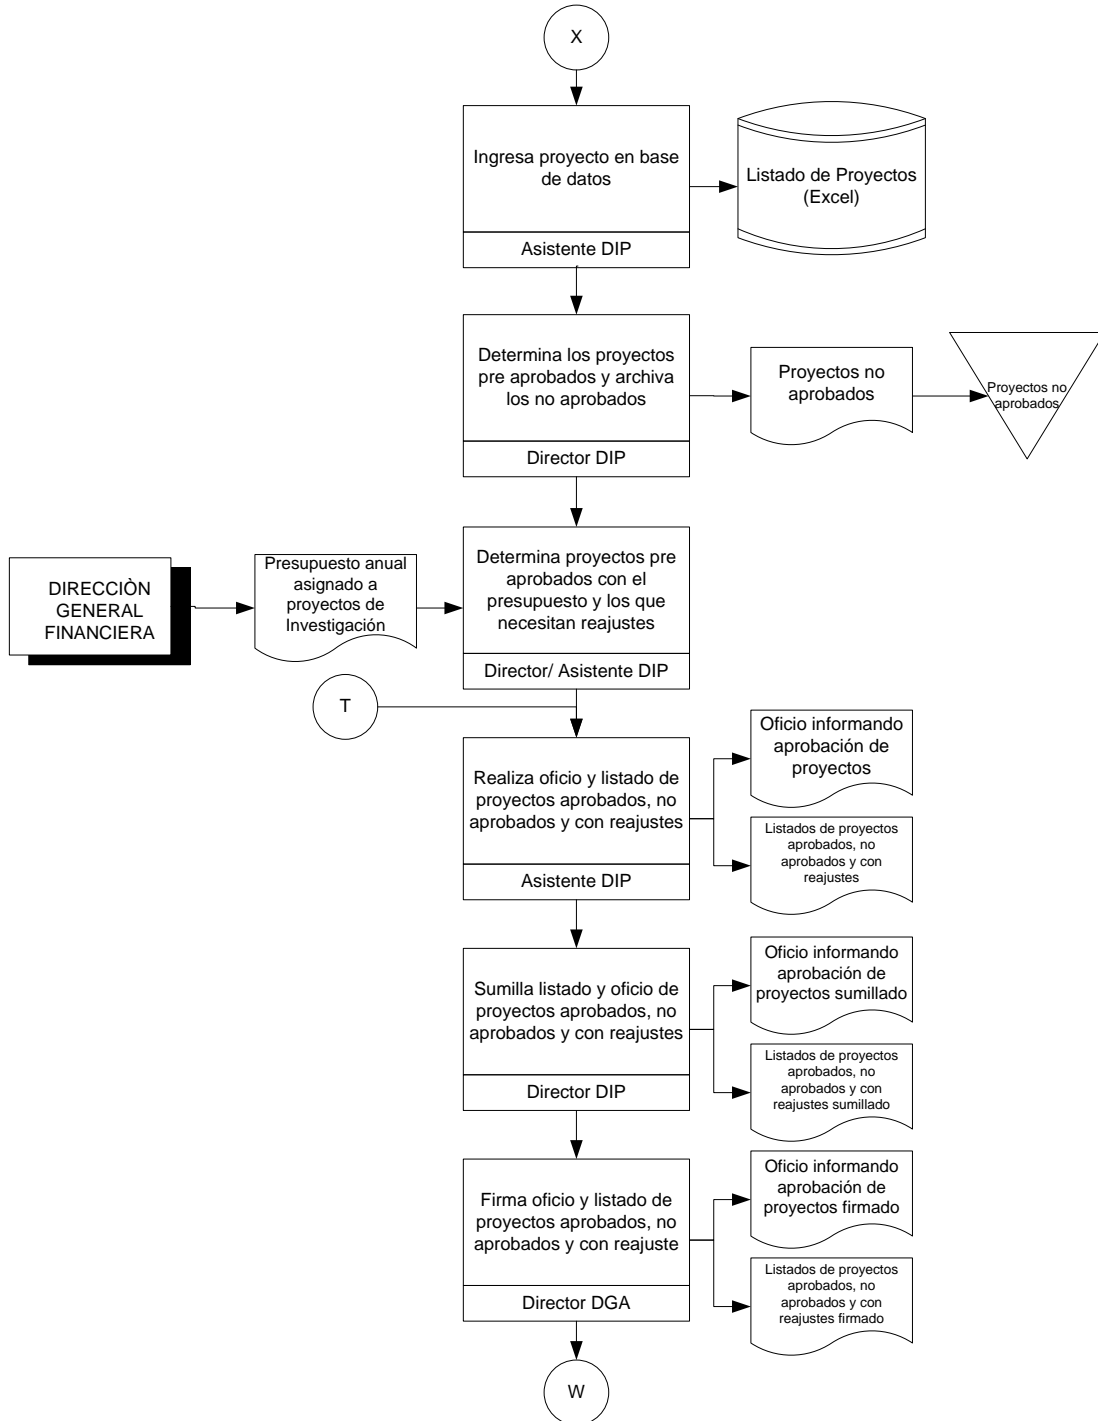 X
Ingresa proyecto en base
de datos
Asistente DIP
Listado de Proyectos
(Excel)
Determina los proyectos
pre aprobados y archiva
los no aprobados
Director DIP
Proyectos no
aprobados
Proyectos no
aprobados
DIRECCIÒN
GENERAL
FINANCIERA
Presupuesto anual
asignado a
proyectos de
Investigación
Determina proyectos pre
aprobados con el
presupuesto y los que
necesitan reajustes
Director/ Asistente DIP
T
Realiza oficio y listado de
proyectos aprobados, no
aprobados y con reajustes
Asistente DIP
Oficio informando
aprobación de
proyectos
Listados de proyectos
aprobados, no
aprobados y con
reajustes
Sumilla listado y oficio de
proyectos aprobados, no
aprobados y con reajustes
Director DIP
Oficio informando
aprobación de
proyectos sumillado
Listados de proyectos
aprobados, no
aprobados y con
reajustes sumillado
Firma oficio y listado de
proyectos aprobados, no
aprobados y con reajuste
Director DGA
Oficio informando
aprobación de
proyectos firmado
Listados de proyectos
aprobados, no
aprobados y con
reajustes firmado
W